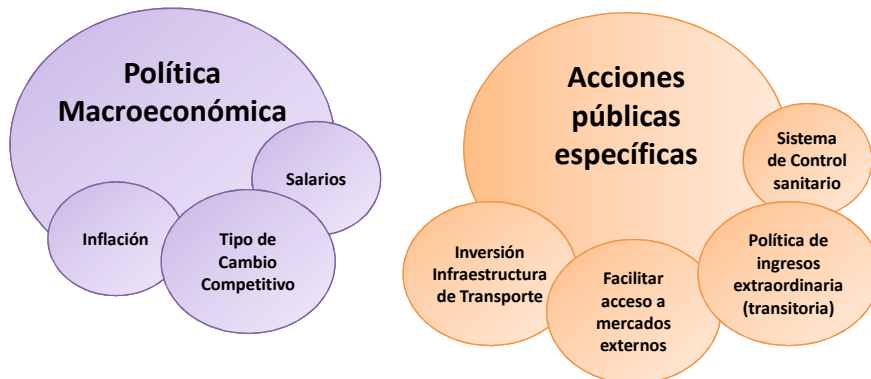 Política
Macroeconómica
Salarios
Inflación
Tipo de
Cambio
Competitivo
Acciones
públicas
específicas
Sistema
de Control
sanitario
Inversión
Infraestructura
de Transporte
Facilitar
acceso a
mercados
externos
Política de
ingresos
extraordinaria
(transitoria)